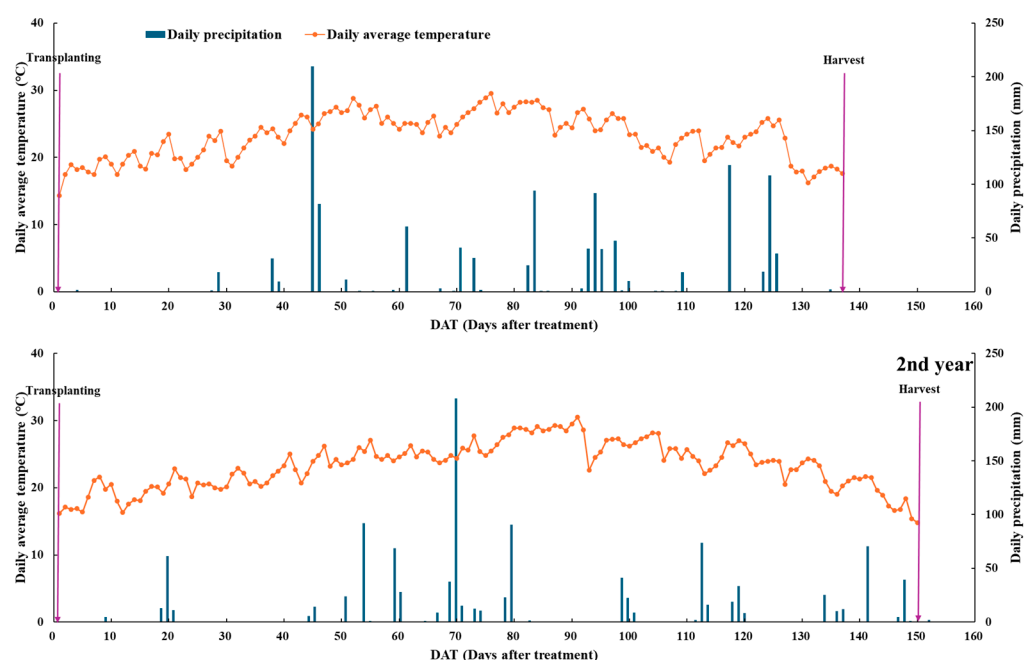 40
250
Daily precipitation
Daily average temperature
Transplanting
Harvest
30
200
150
20
100
10
50
0
0
Daily average temperature (℃)
Daily precipitation (mm)
0 10 20 30 40 50 60 70 80 90 100 110 120 130 140 150 160
DAT (Days after treatment)
40
250
2nd year
Transplanting
Harvest
30
200
150
20
100
10
50
0
0
Daily average temperature (℃)
Daily precipitation (mm)
0 10 20 30 40 50 60 70 80 90 100 110 120 130 140 150 160
DAT (Days after treatment)